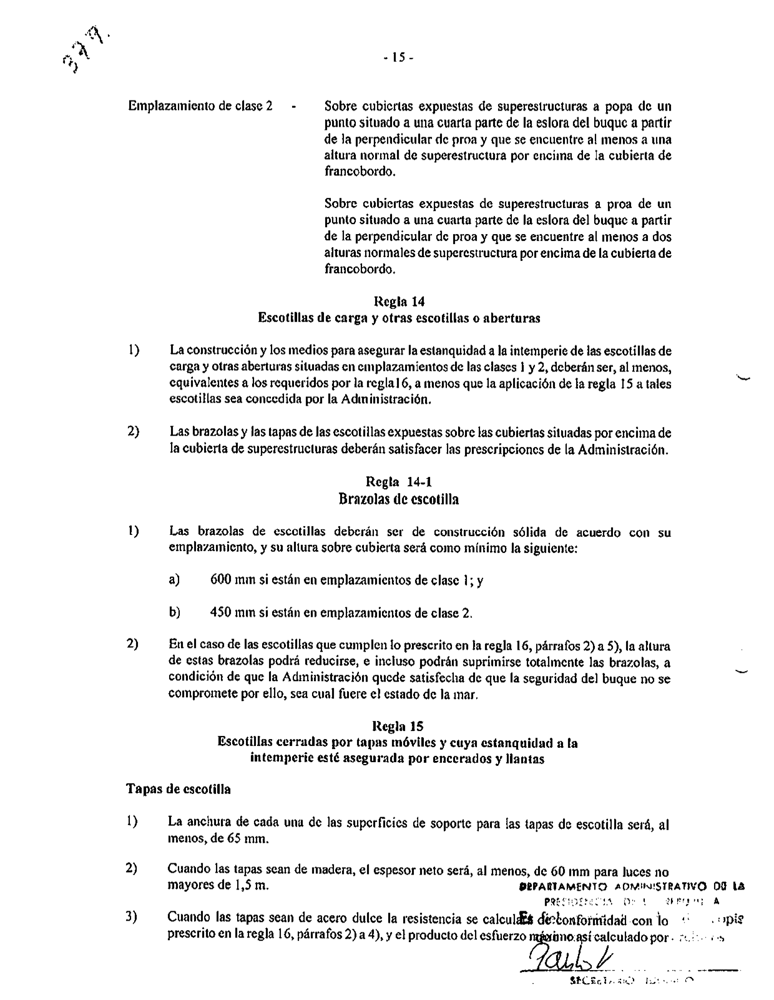 377.
- 15 -
Emplazamiento de clase 2 - Sobre cubiertas expuestas de superestructuras a popa de un
punto situado a una cuarta parte de la eslora del buque a partir
de la perpendicular de proa y que se encuentre al menos a una
altura normal de superestructura por encima de la cubierta de
francobordo.
Sobre cubiertas expuestas de superestructuras a proa de un
punto situado a una cuarta parte de la eslora del buque a partir
de la perpendicular de proa y que se encuentre al menos a dos
alturas normales de superestructura por encima de la cubierta de
francobordo.
Regla 14
Escotillas de carga y otras escotillas o aberturas
1) La construcción y los medios para asegurar la estanquidad a la intemperie de las escotillas de
carga y otras aberturas situadas en emplazamientos de las clases 1 y 2, deberán ser, al menos,
equivalentes a los requeridos por la regla16, a menos que la aplicación de la regla 15 a tales
escotillas sea concedida por la Administración.
2) Las brazolas y las tapas de las escotillas expuestas sobre las cubiertas situadas por encima de
la cubierta de superestructuras deberán satisfacer las prescripciones de la Administración.
Regla 14-1
Brazolas de escotilla
1) Las brazolas de escotillas deberán ser de construcción sólida de acuerdo con su
emplazamiento, y su altura sobre cubierta será como mínimo la siguiente:
a) 600 mm si están en emplazamientos de clase 1; y
b) 450 mm si están en emplazamientos de clase 2.
2) En el caso de las escotillas que cumplen lo prescrito en la regla 16, párrafos 2) a 5), la altura
de estas brazolas podrá reducirse, e incluso podrán suprimirse totalmente las brazolas, a
condición de que la Administración quede satisfecha de que la seguridad del buque no se
compromete por ello, sea cual fuere el estado de la mar.
Regla 15
Escotillas cerradas por tapas móviles y cuya estanquidad a la
intemperie esté asegurada por encerados y llantas
Tapas de escotilla
1) La anchura de cada una de las superficies de soporte para las tapas de escotilla será, al
menos, de 65 mm.
2) Cuando las tapas sean de madera, el espesor neto será, al menos, de 60 mm para luces no
mayores de 1,5 m.
DEPARTAMENTO ADMINISTRATIVO DE LA
3) Cuando las tapas sean de acero dulce la resistencia se calculará de conformidad con lo
prescrito en la regla 16, párrafos 2) a 4), y el producto del esfuerzo máximo así calculado por
SECRETARIO